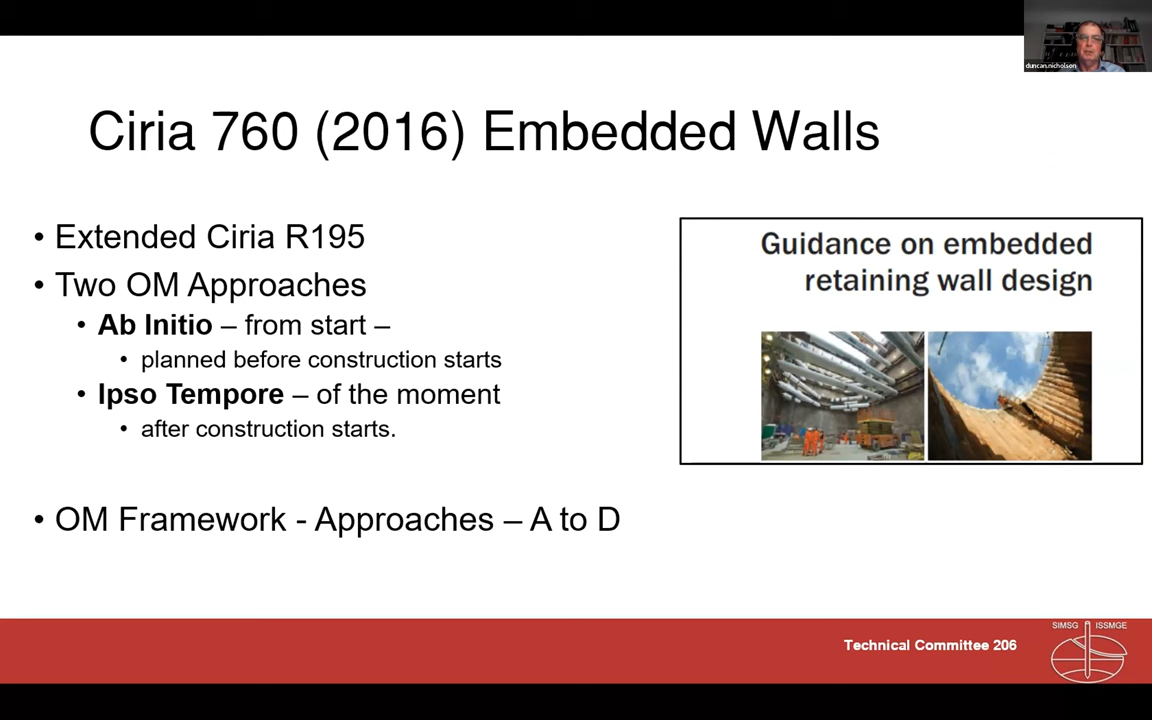 duncan.nicholson
Ciria 760 (2016) Embedded Walls
• Extended Ciria R195
• Two OM Approaches
• Ab Initio – from start –
• planned before construction starts
• Ipso Tempore – of the moment
• after construction starts.
• OM Framework - Approaches – A to D
Guidance on embedded
retaining wall design
Technical Committee 206
SIMSG ISSMGE